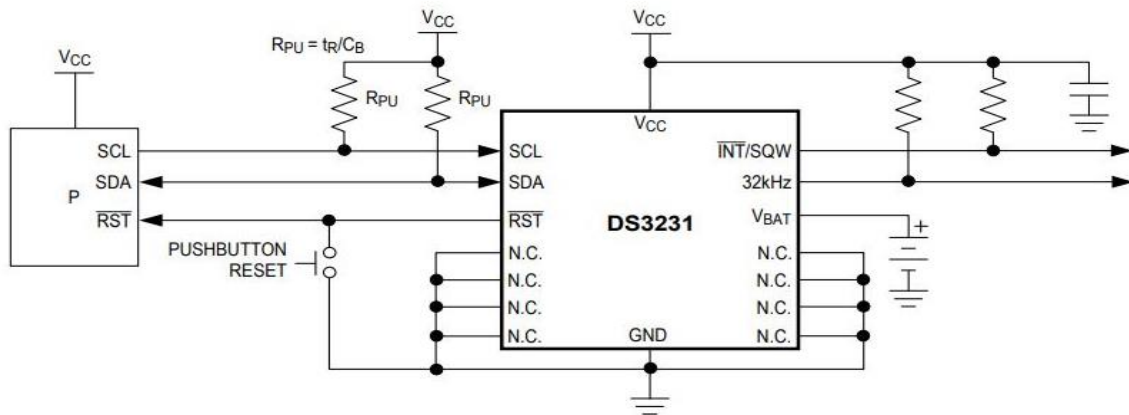 VCC
VCC
VCC
RPU = tR/CB
RPU
RPU
VCC
SCL
SCL
INT/SQW
P
SDA
SDA
32kHz
RST
RST
DS3231
VBAT
+
PUSHBUTTON
RESET
N.C.
N.C.
N.C.
N.C.
N.C.
N.C.
N.C.
N.C.
GND